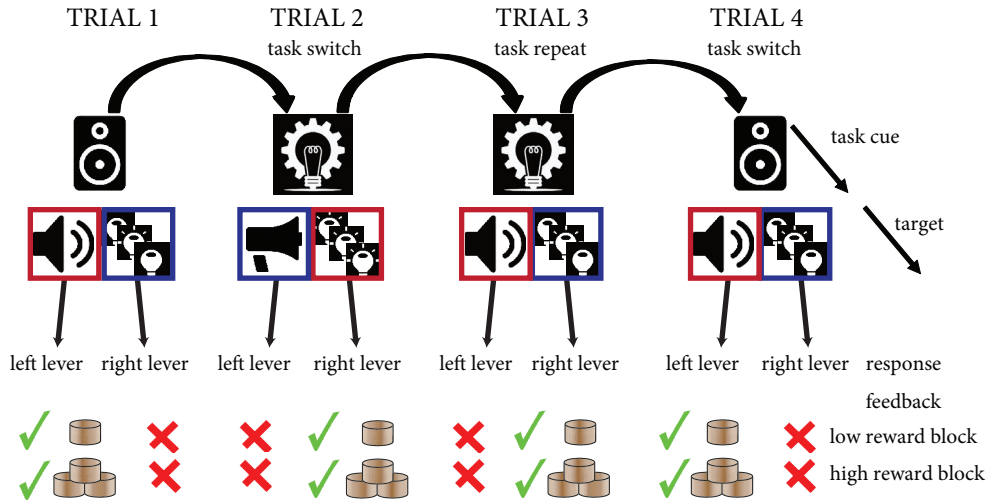 TRIAL 1
TRIAL 2
TRIAL 3
TRIAL 4
task switch
task repeat
task switch
task cue
target
left lever
right lever
left lever
right lever
left lever
right lever
left lever
right lever
response
feedback
low reward block
high reward block